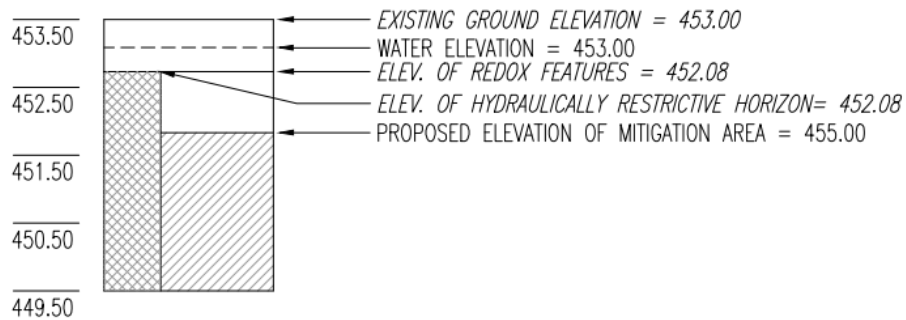 453.50
452.50
451.50
450.50
449.50
EXISTING GROUND ELEVATION = 453.00
WATER ELEVATION = 453.00
ELEV. OF REDOX FEATURES = 452.08
ELEV. OF HYDRAULICALLY RESTRICTIVE HORIZON= 452.08
PROPOSED ELEVATION OF MITIGATION AREA = 455.00